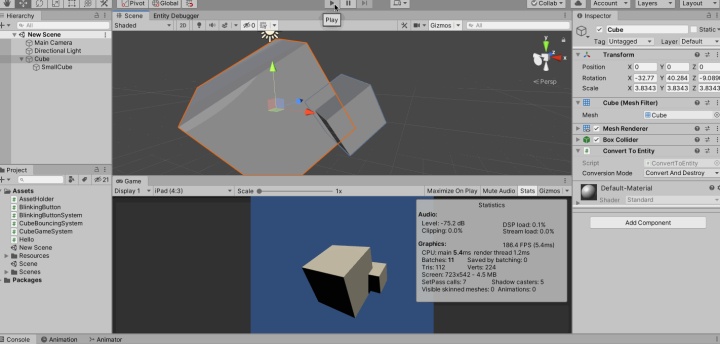 Pivot Global
Collab Account Layers Layout
Play
Hierarchy
All
New Scene
Main Camera
Directional Light
Cube
SmallCube
Scene Entity Debugger
Shaded 2D 0 Gizmos All
y
x
z
Persp
Project
21
Assets
AssetHolder
BlinkingButton
BlinkingButtonSystem
CubeBouncingSystem
CubeGameSystem
Hello
New Scene
Resources
Scene
Scenes
Packages
Game
Display 1 iPad (4:3) Scale 1x Maximize On Play Mute Audio Stats Gizmos
Statistics
Audio:
Level: -75.2 dB DSP load: 0.1%
Clipping: 0.0% Stream load: 0.0%
Graphics: 186.4 FPS (5.4ms)
CPU: main 5.4ms render thread 1.2ms
Batches: 11 Saved by batching: 0
Tris: 112 Verts: 224
Screen: 723x542 - 4.5 MB
SetPass calls: 7 Shadow casters: 5
Visible skinned meshes: 0 Animations: 0
Inspector
Cube Static
Tag Untagged Layer Default
Transform
Position X 0 Y 0 Z 0
Rotation X -32.77 Y 40.284 Z -9.089
Scale X 3.8343 Y 3.8343 Z 3.8343
Cube (Mesh Filter)
Mesh Cube
Mesh Renderer
Box Collider
Convert To Entity
Script ConvertToEntity
Conversion Mode Convert And Destroy
Default-Material
Shader Standard
Add Component
Console Animation Animator